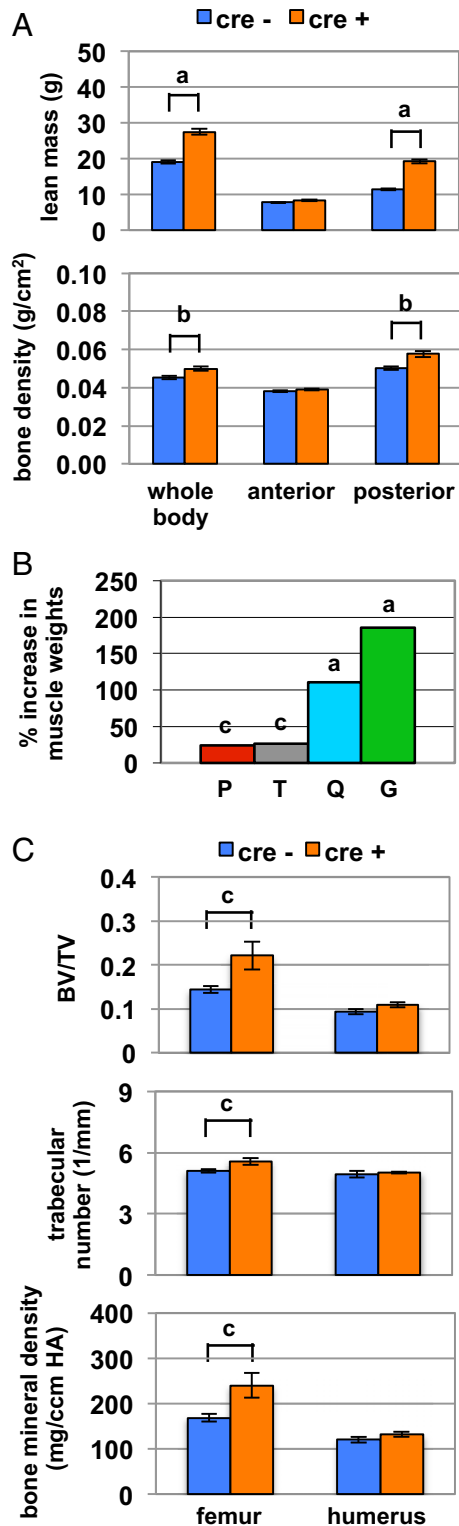 A
cre - cre +
lean mass (g)
50
40
30
20
10
0
a
a
bone density (g/cm²)
0.10
0.08
0.06
0.04
0.02
0.00
b
b
whole body anterior posterior
B
% increase in muscle weights
250
200
150
100
50
0
c c a a
P T Q G
C
cre - cre +
BV/TV
0.4
0.3
0.2
0.1
0
c
trabecular number (1/mm)
9
6
3
0
c
bone mineral density (mg/ccm HA)
400
300
200
100
0
c
femur humerus